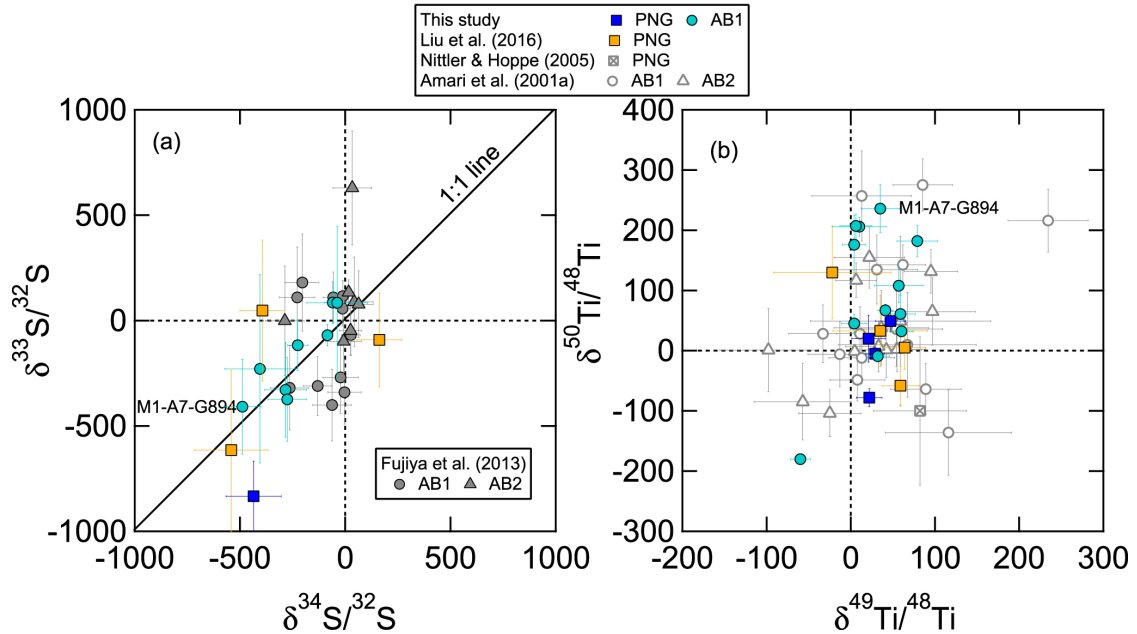 This study PNG AB1
Liu et al. (2016) PNG
Nittler & Hoppe (2005) PNG
Amari et al. (2001a) AB1 AB2
(a)
1:1 line
M1-A7-G894
Fujiya et al. (2013)
AB1 AB2
1000
500
0
-500
-1000
-1000 -500 0 500 1000
δ³³S/³²S
δ³⁴S/³²S
(b)
M1-A7-G894
400
300
200
100
0
-100
-200
-300
-200 -100 0 100 200 300
δ⁵⁰Ti/⁴⁸Ti
δ⁴⁹Ti/⁴⁸Ti